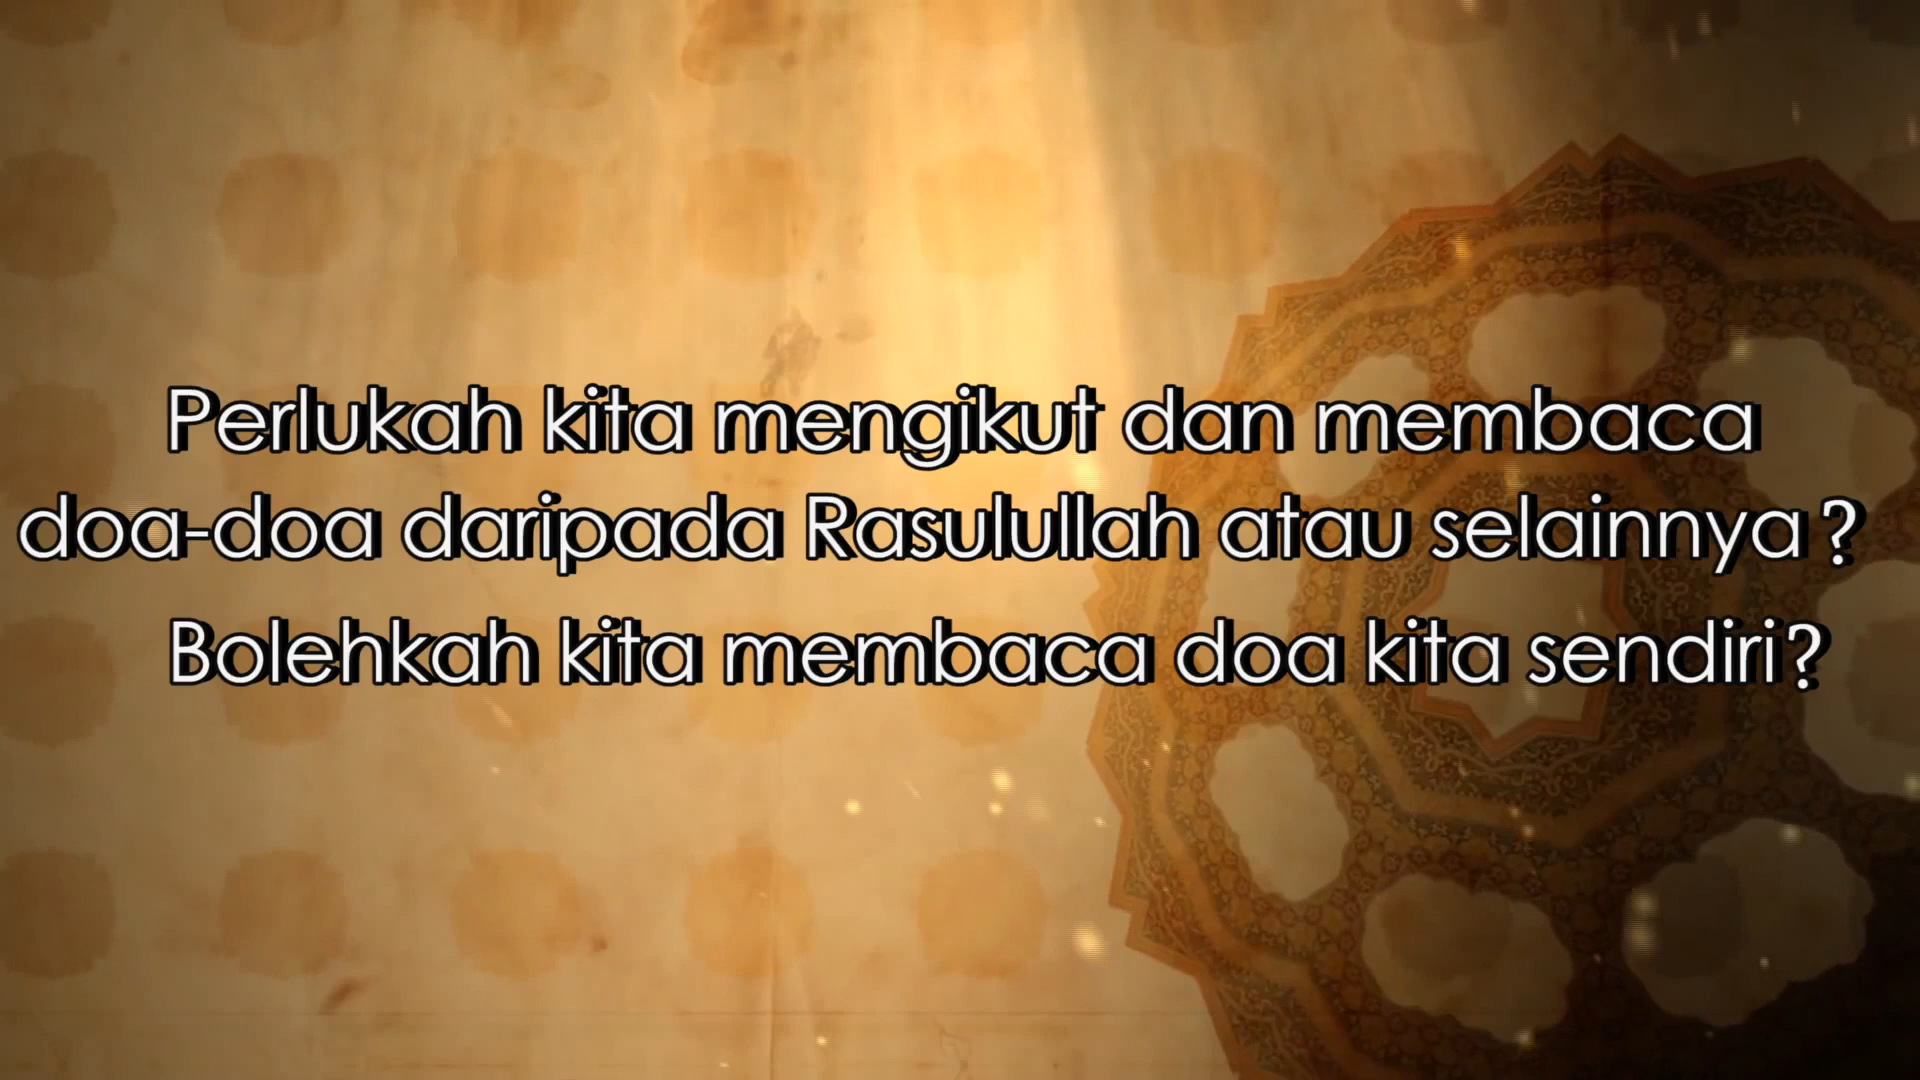 Perlukah kita mengikut dan membaca
doa-doa daripada Rasulullah atau selainnya?
Bolehkah kita membaca doa kita sendiri?